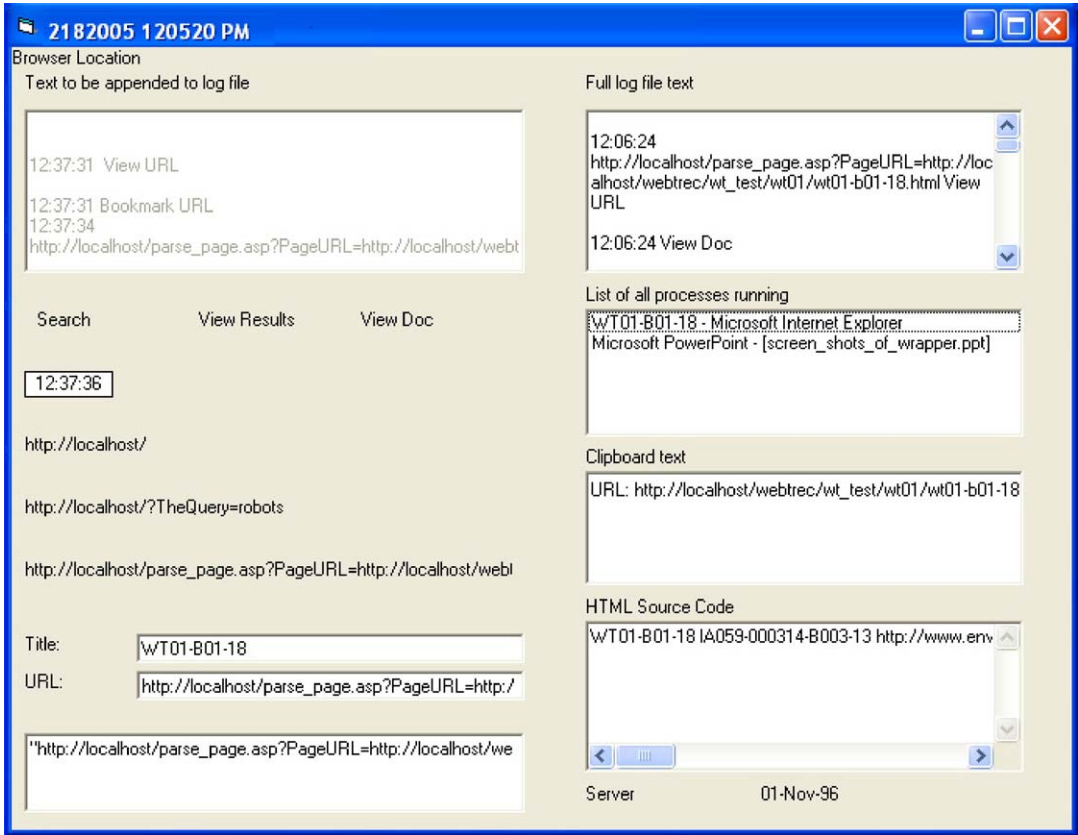 2182005 120520 PM
Browser Location
Text to be appended to log file
12:37:31 View URL
12:37:31 Bookmark URL
12:37:34
http://localhost/parse_page.asp?PageURL=http://localhost/webt
Search View Results View Doc
12:37:36
http://localhost/
http://localhost/?TheQuery=robots
http://localhost/parse_page.asp?PageURL=http://localhost/webt
Title: WT01-B01-18
URL: http://localhost/parse_page.asp?PageURL=http:/
"http://localhost/parse_page.asp?PageURL=http://localhost/we
Full log file text
12:06:24
http://localhost/parse_page.asp?PageURL=http://loc
alhost/webtrec/wt_test/wt01/wt01-b01-18.html View
URL
12:06:24 View Doc
List of all processes running
WT01-B01-18 - Microsoft Internet Explorer
Microsoft PowerPoint - [screen_shots_of_wrapper.ppt]
Clipboard text
URL: http://localhost/webtrec/wt_test/wt01/wt01-b01-18
HTML Source Code
WT01-B01-18 IA059-000314-B003-13 http://www.env
Server 01-Nov-96